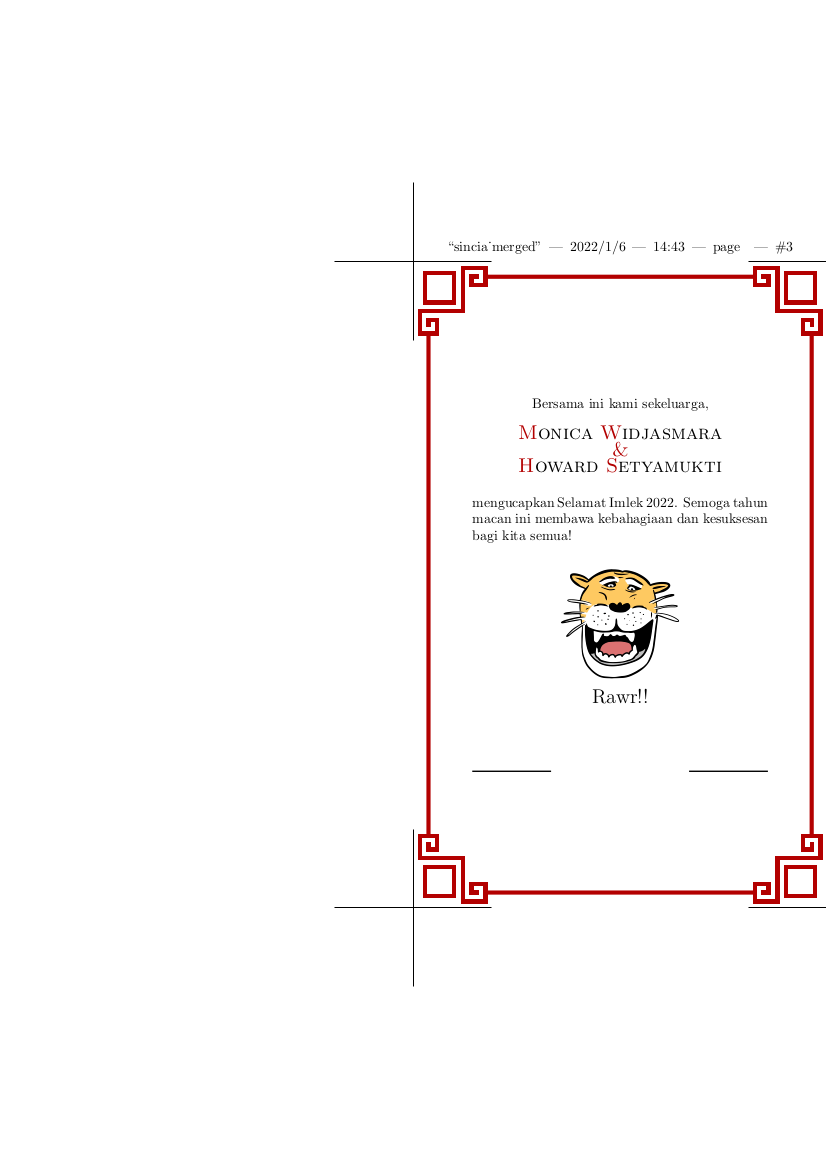 “sincia˙merged” — 2022/1/6 — 14:43 — page — #3
Bersama ini kami sekeluarga,
Monica Widjasmara
&
Howard Setyamukti
mengucapkan Selamat Imlek 2022. Semoga tahun
macan ini membawa kebahagiaan dan kesuksesan
bagi kita semua!
Rawr!!